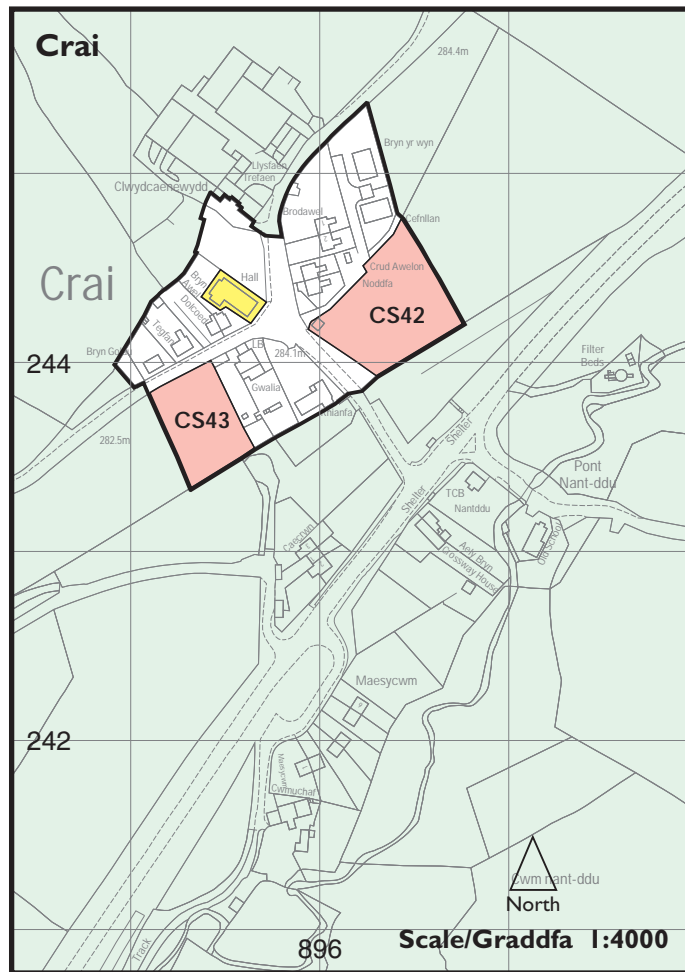 Crai
284.4m
Bryn yr wyn
Llysfaen
Trefaen
Clwydcaenewydd
Brodawel
Cefnllan
Crai
Hall
Bryn
Awel
Crud Awelon
Noddfa
Dolcoed
CS42
Tegfan
LB
284.1m
Bryn Golau
244
Filter
Beds
Gwalia
CS43
Rhianfa
282.5m
Shelter
Pont
Nant-ddu
TCB
Shelter
Nantddu
Caecrwn
Old School
Aely Bryn
Crossway House
Maesycwm
242
Maesycwm
Cwmuchaf
Cwm nant-ddu
North
Track
896
Scale/Graddfa 1:4000